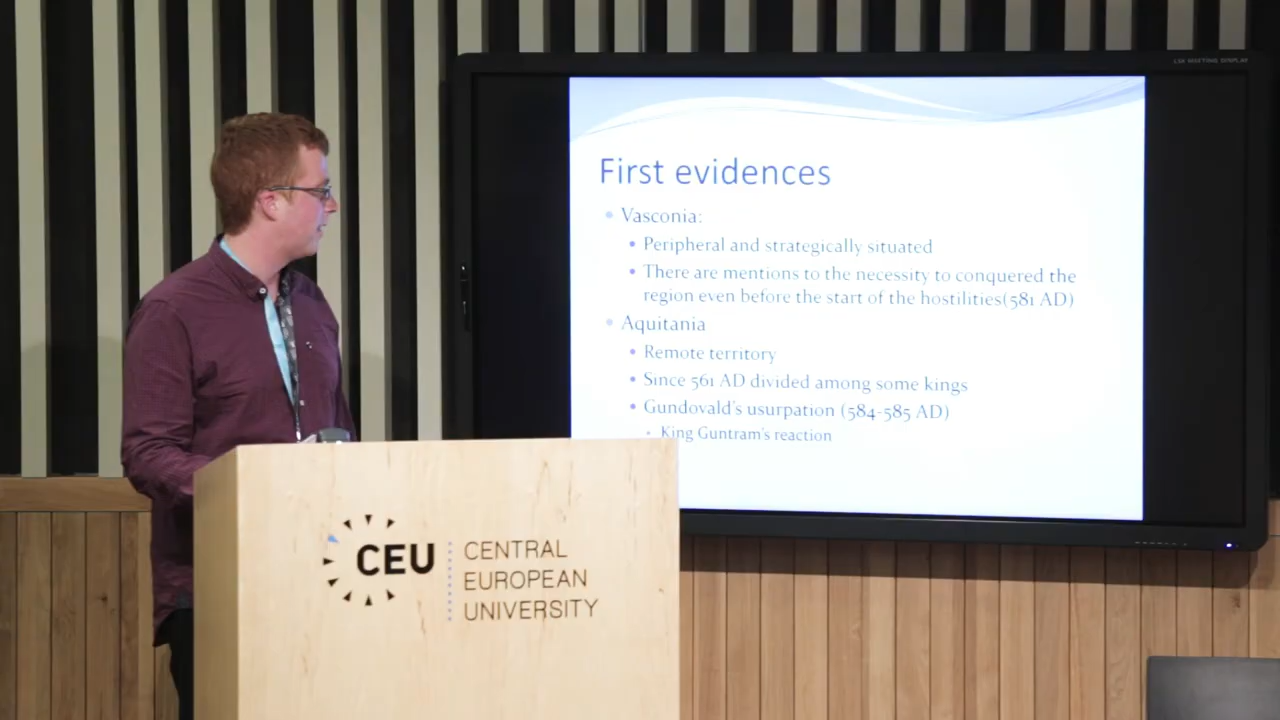 First evidences
Vasconia:
Peripheral and strategically situated
There are mentions to the necessity to conquered the
region even before the start of the hostilities(581 AD)
Aquitania
Remote territory
Since 561 AD divided among some kings
Gundovald's usurpation (584-585 AD)
King Guntram's reaction
CEU
CENTRAL
EUROPEAN
UNIVERSITY